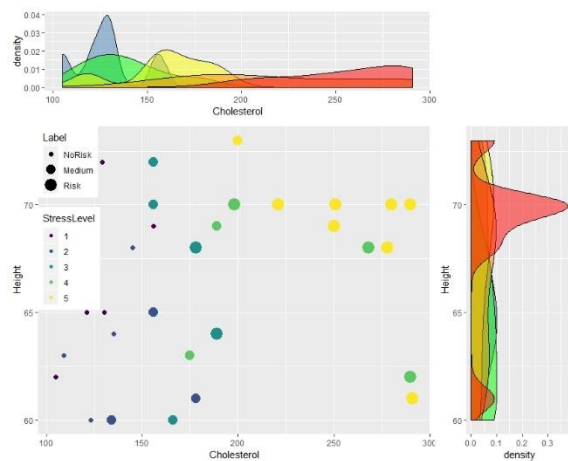 0.04
0.03
0.02
0.01
0.00
density
100 150 200 250 300
Cholesterol
Label
NoRisk
Medium
Risk
StressLevel
1
2
3
4
5
70
65
60
Height
100 150 200 250 300
Cholesterol
70
65
60
Height
0.0 0.1 0.2 0.3
density